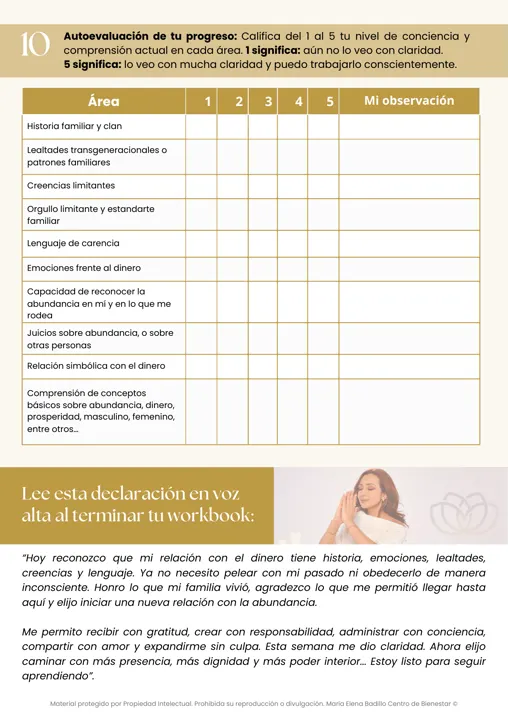 10
Autoevaluación de tu progreso: Califica del 1 al 5 tu nivel de conciencia y
comprensión actual en cada área. 1 significa: aún no lo veo con claridad.
5 significa: lo veo con mucha claridad y puedo trabajarlo conscientemente.
Área 1 2 3 4 5 Mi observación
Historia familiar y clan
Lealtades transgeneracionales o
patrones familiares
Creencias limitantes
Orgullo limitante y estandarte
familiar
Lenguaje de carencia
Emociones frente al dinero
Capacidad de reconocer la
abundancia en mí y en lo que me
rodea
Juicios sobre abundancia, o sobre
otras personas
Relación simbólica con el dinero
Comprensión de conceptos
básicos sobre abundancia, dinero,
prosperidad, masculino, femenino,
entre otros…
Lee esta declaración en voz
alta al terminar tu workbook:
“Hoy reconozco que mi relación con el dinero tiene historia, emociones, lealtades,
creencias y lenguaje. Ya no necesito pelear con mi pasado ni obedecerlo de manera
inconsciente. Honro lo que mi familia vivió, agradezco lo que me permitió llegar hasta
aquí y elijo iniciar una nueva relación con la abundancia.
Me permito recibir con gratitud, crear con responsabilidad, administrar con conciencia,
compartir con amor y expandirme sin culpa. Esta semana me dio claridad. Ahora elijo
caminar con más presencia, más dignidad y más poder interior... Estoy listo para seguir
aprendiendo”.
Material protegido por Propiedad Intelectual. Prohibida su reproducción o divulgación. Maria Elena Badillo Centro de Bienestar ©